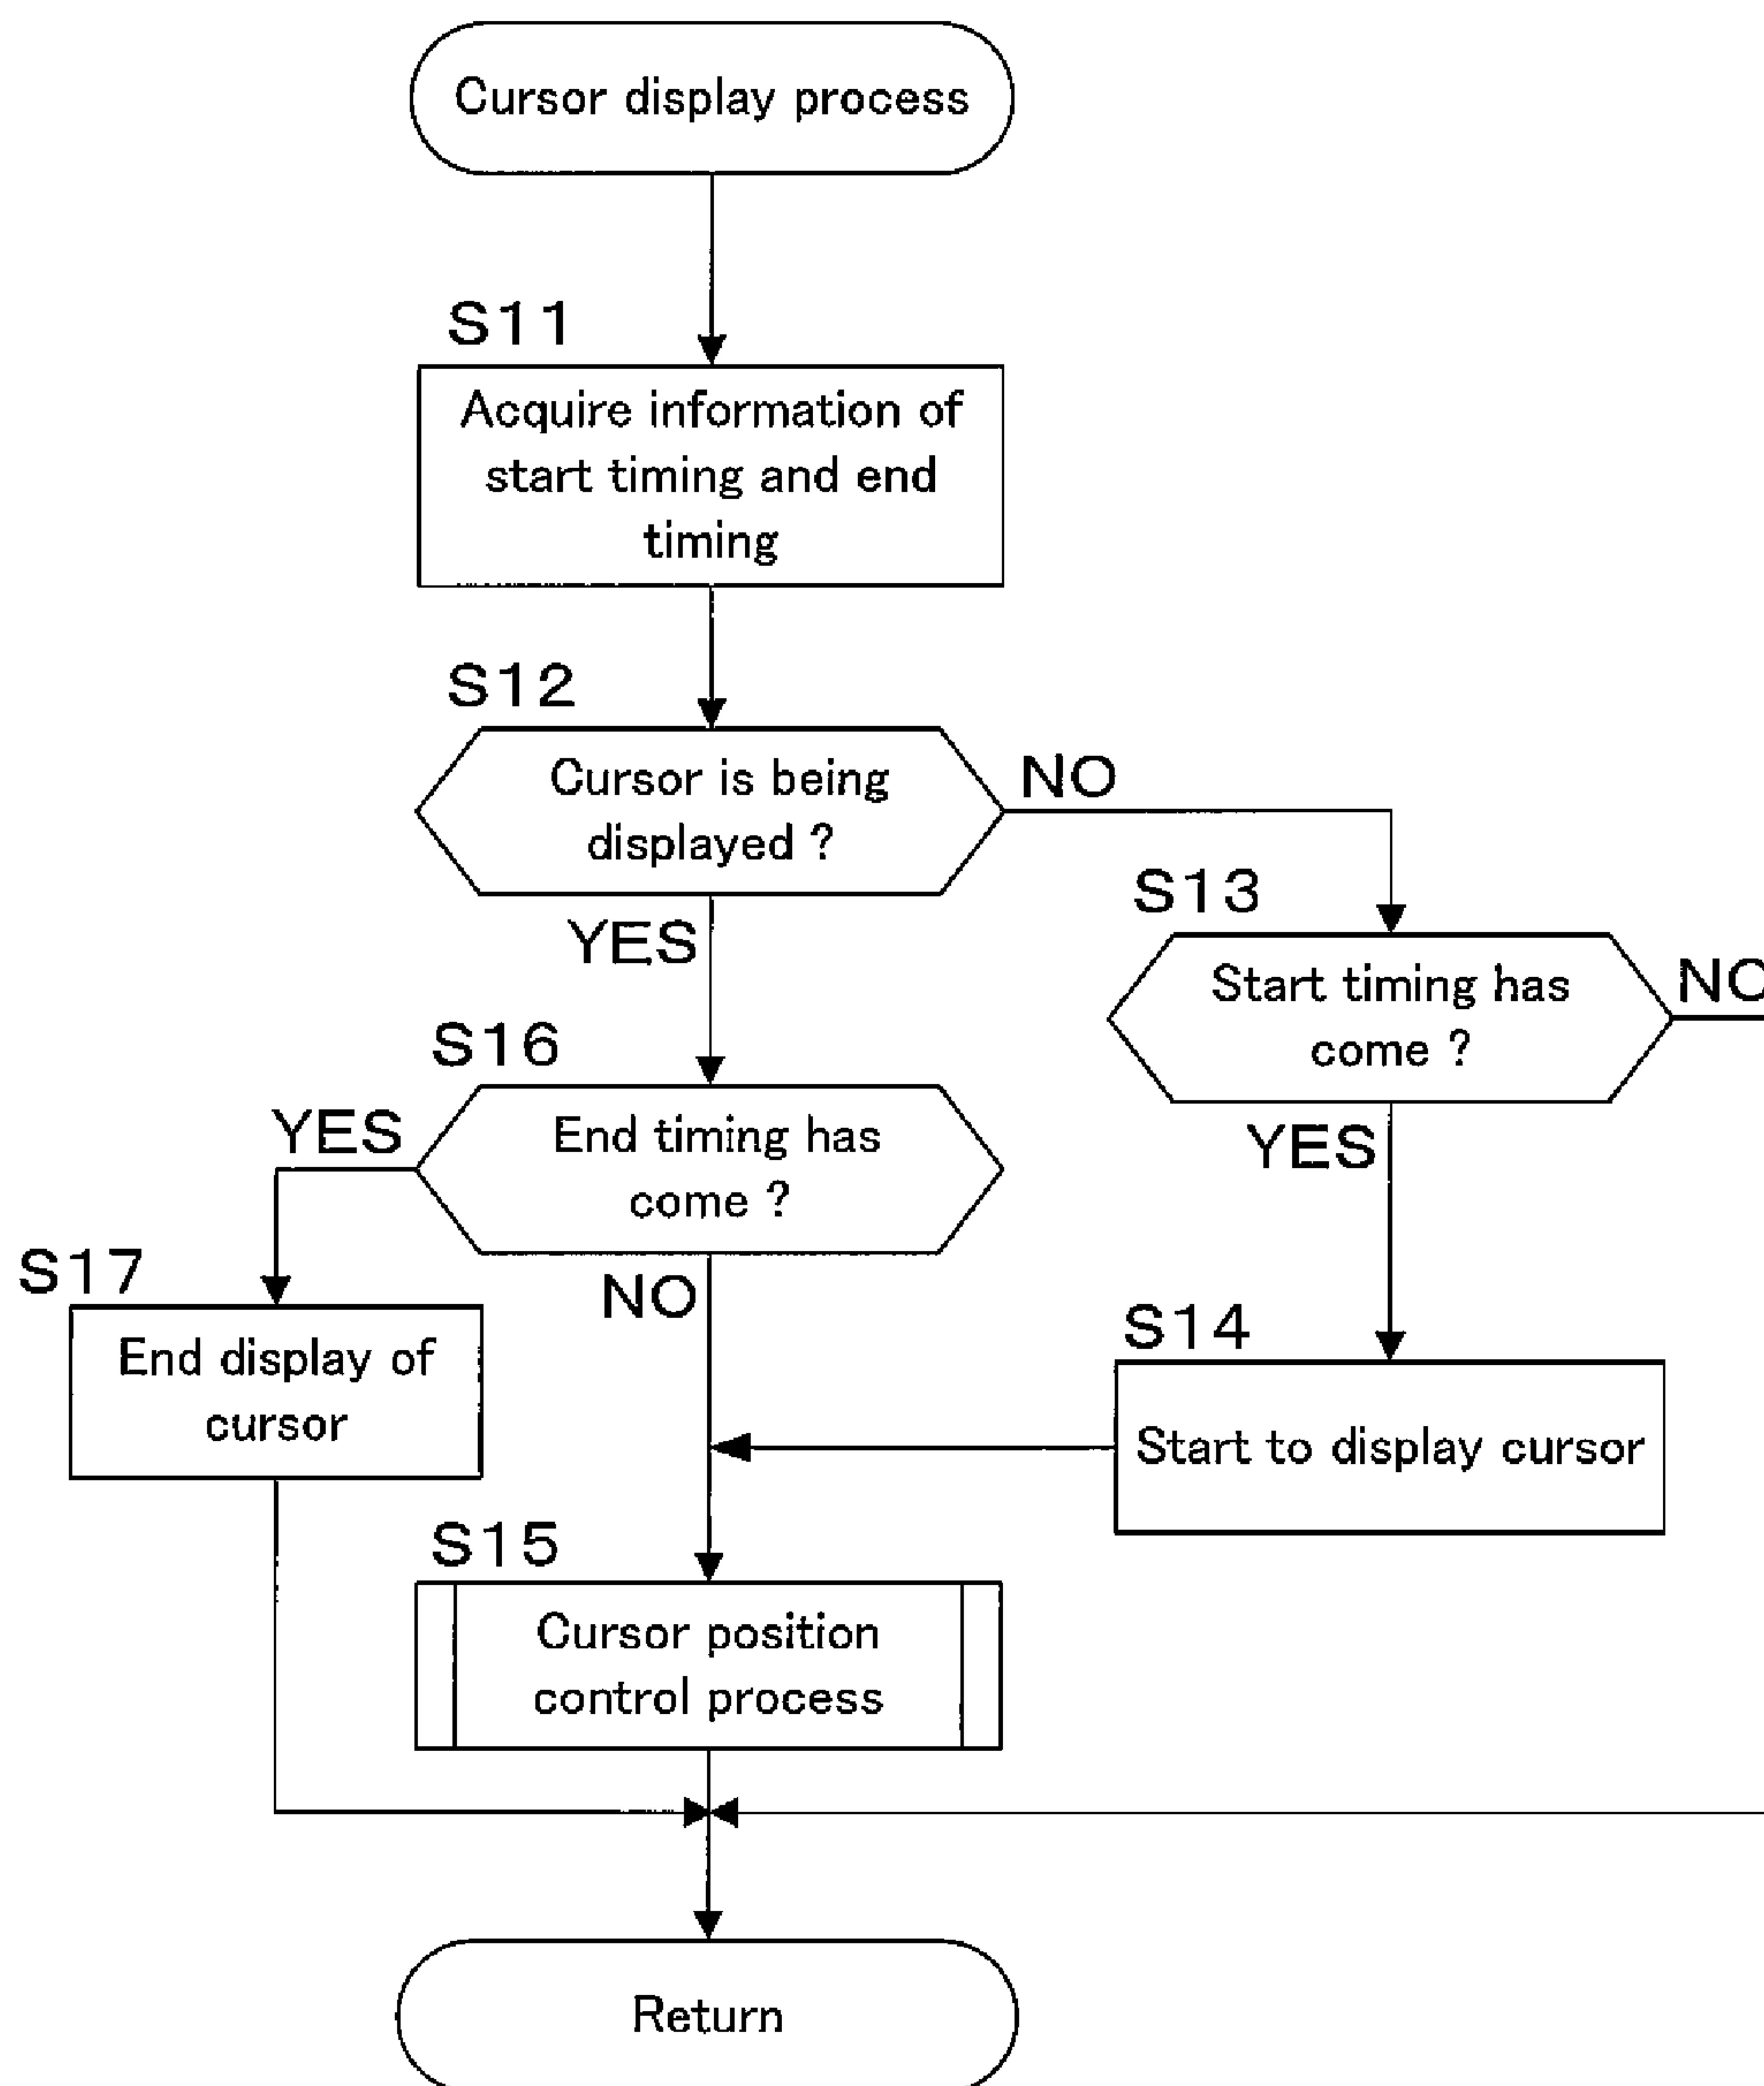 Cursor display process
S11
Acquire information of
start timing and end
timing
S12
Cursor is being
displayed ?
NO
YES
S13
Start timing has
come ?
NO
YES
S16
End timing has
come ?
YES
NO
S17
End display of
cursor
S14
Start to display cursor
S15
Cursor position
control process
Return